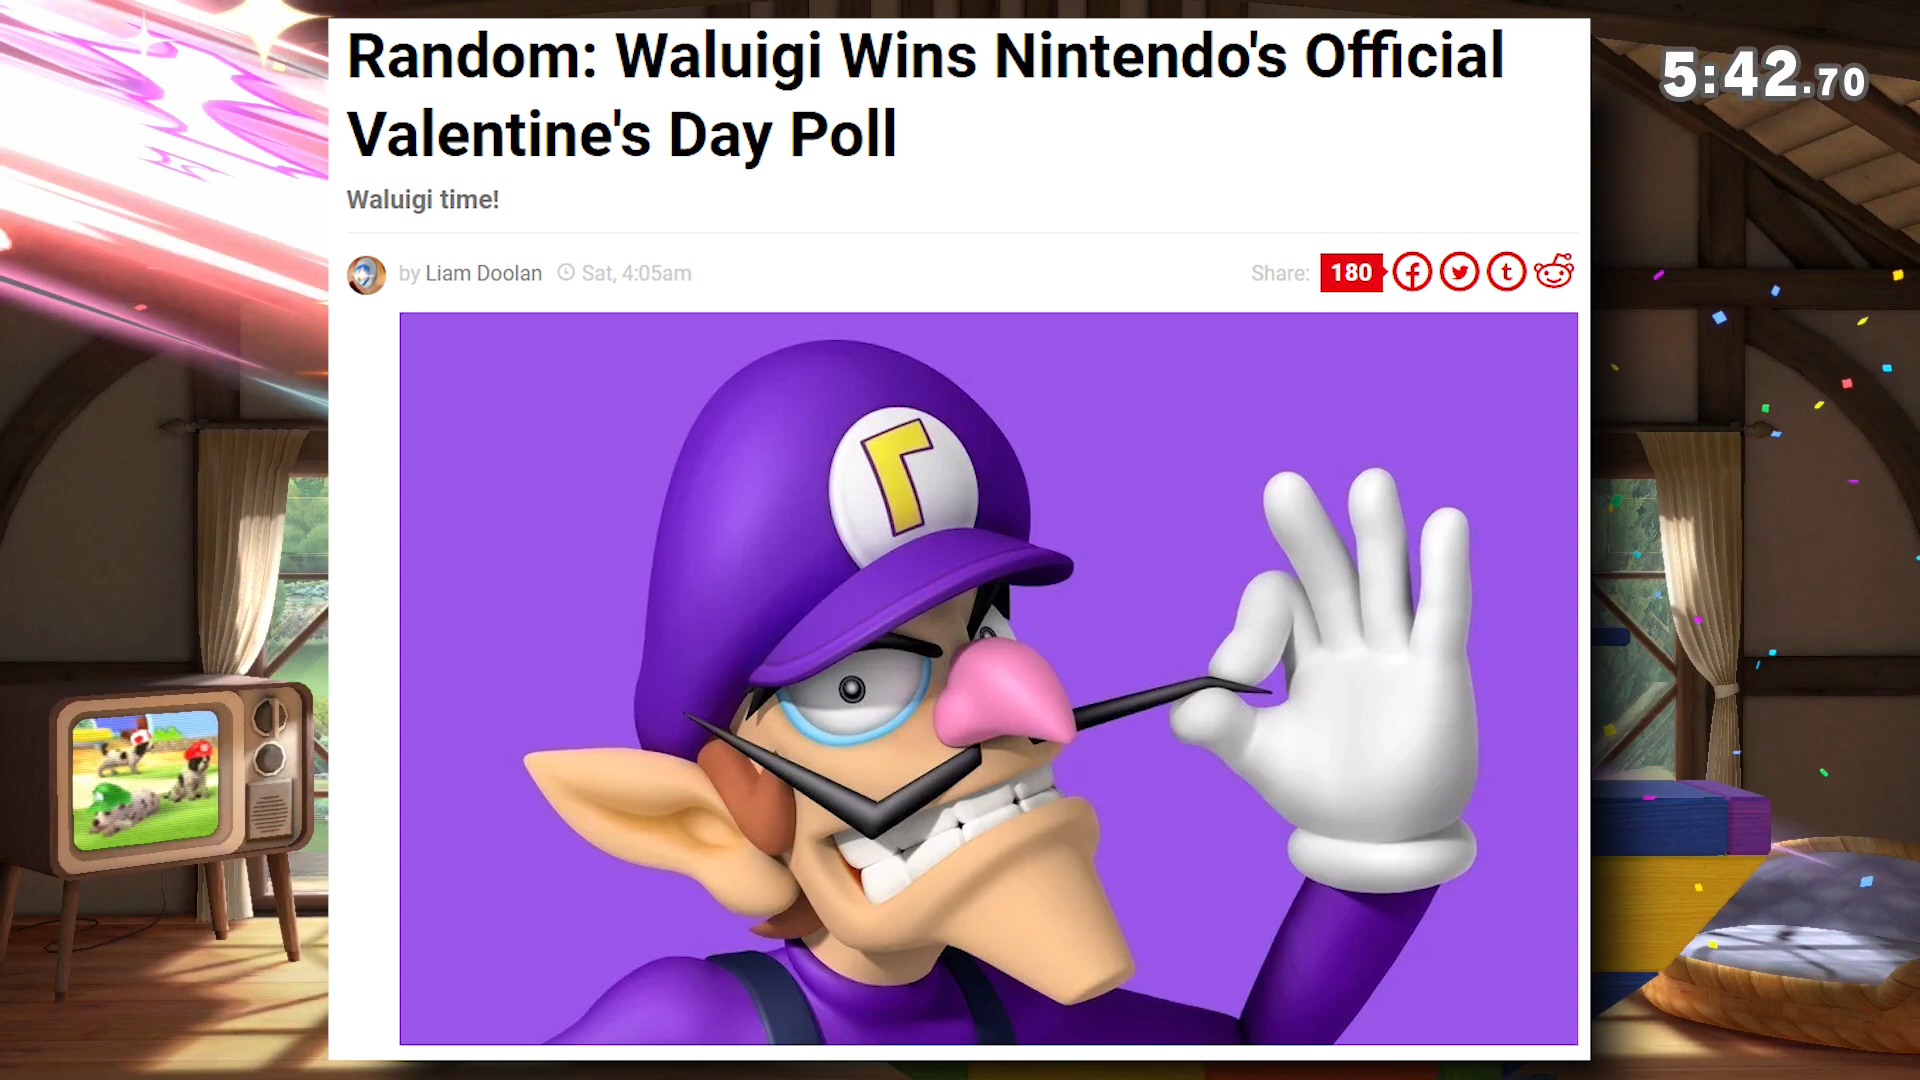 Random: Waluigi Wins Nintendo's Official
Valentine's Day Poll
Waluigi time!
by Liam Doolan Sat, 4:05am
Share: 180
5:42.70